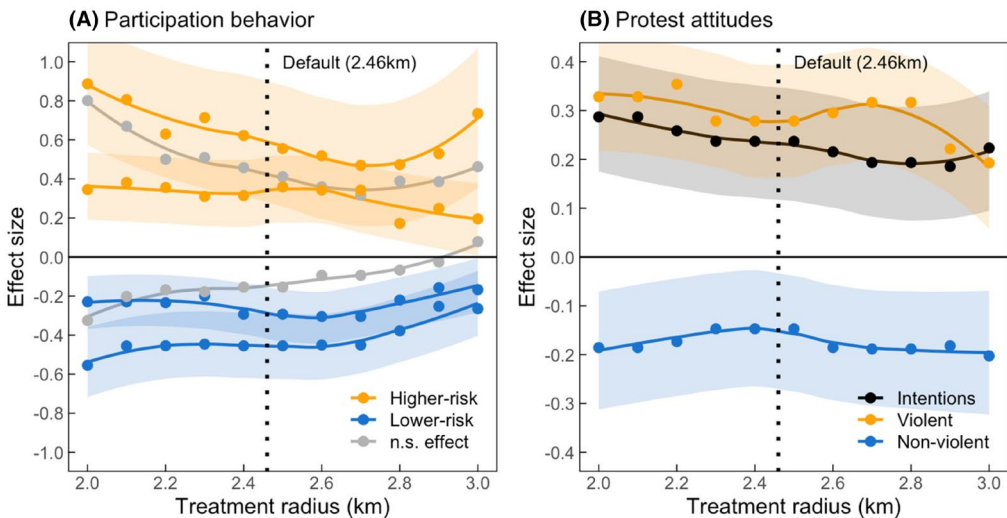 (A) Participation behavior
Default (2.46km)
Effect size
1.0
0.8
0.6
0.4
0.2
0.0
-0.2
-0.4
-0.6
-0.8
-1.0
Higher-risk
Lower-risk
n.s. effect
2.0 2.2 2.4 2.6 2.8 3.0
Treatment radius (km)
(B) Protest attitudes
Default (2.46km)
Effect size
0.4
0.3
0.2
0.1
0.0
-0.1
-0.2
-0.3
-0.4
Intentions
Violent
Non-violent
2.0 2.2 2.4 2.6 2.8 3.0
Treatment radius (km)